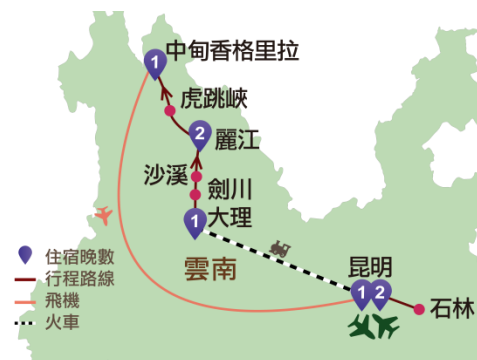 1
中甸香格里拉
虎跳峽
2
麗江
沙溪
劍川
1
大理
雲南
昆明
1 2
石林
住宿晚數
行程路線
飛機
火車